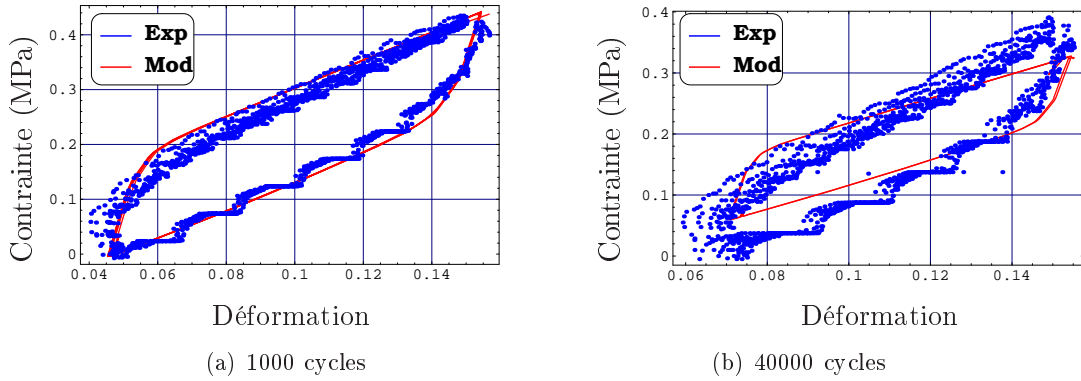 Contrainte (MPa)
0.4
0.3
0.2
0.1
0
Exp
Mod
0.04 0.06 0.08 0.1 0.12 0.14
Déformation
(a) 1000 cycles
Contrainte (MPa)
0.4
0.3
0.2
0.1
0
Exp
Mod
0.06 0.08 0.1 0.12 0.14
Déformation
(b) 40000 cycles